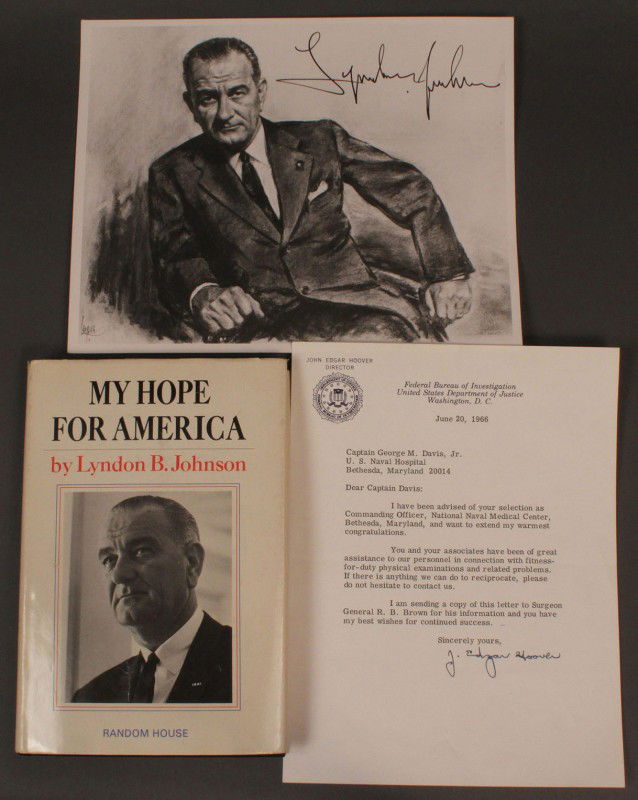 Lyndon Johnson
MY HOPE
FOR AMERICA
by Lyndon B. Johnson
RANDOM HOUSE
JOHN EDGAR HOOVER
DIRECTOR
Federal Bureau of Investigation
United States Department of Justice
Washington, D. C.
June 20, 1966
Captain George M. Davis, Jr.
U. S. Naval Hospital
Bethesda, Maryland 20014
Dear Captain Davis:
I have been advised of your selection as
Commanding Officer, National Naval Medical Center,
Bethesda, Maryland, and want to extend my warmest
congratulations.
You and your associates have been of great
assistance to our personnel in connection with fitness-
for-duty physical examinations and related problems.
If there is anything we can do to reciprocate, please
do not hesitate to contact us.
I am sending a copy of this letter to Surgeon
General R. B. Brown for his information and you have
my best wishes for continued success.
Sincerely yours,
J. Edgar Hoover